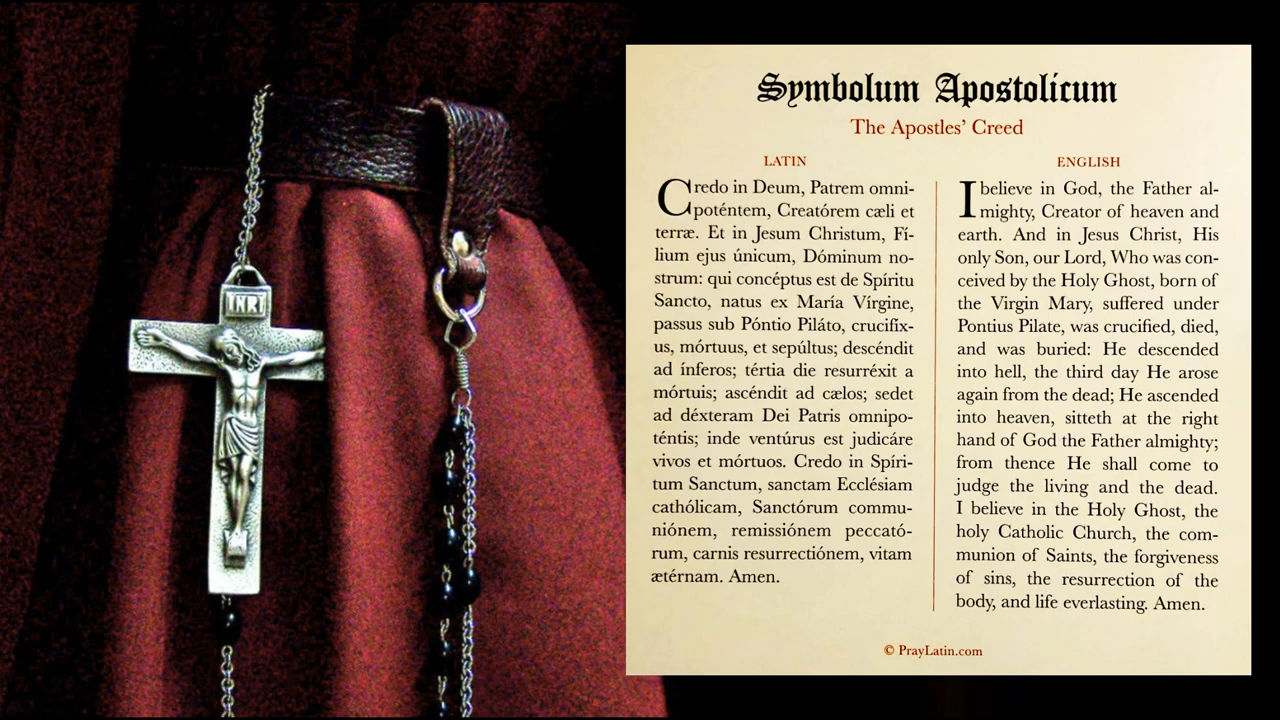 INRI
Symbolum Apostolicum
The Apostles' Creed
LATIN
Credo in Deum, Patrem omni-
poténtem, Creatórem cæli et
terræ. Et in Jesum Christum, Fí-
lium ejus únicum, Dóminum no-
strum: qui concéptus est de Spíritu
Sancto, natus ex María Vírgine,
passus sub Póntio Piláto, crucifíx-
us, mórtuus, et sepúltus; descéndit
ad ínferos; tértia die resurréxit a
mórtuis; ascéndit ad cælos; sedet
ad déxteram Dei Patris omnipo-
téntis; inde ventúrus est judicáre
vivos et mórtuos. Credo in Spíri-
tum Sanctum, sanctam Ecclésiam
cathólicam, Sanctórum commu-
niónem, remissiónem peccató-
rum, carnis resurrectiónem, vitam
ætérnam. Amen.
ENGLISH
I believe in God, the Father al-
mighty, Creator of heaven and
earth. And in Jesus Christ, His
only Son, our Lord, Who was con-
ceived by the Holy Ghost, born of
the Virgin Mary, suffered under
Pontius Pilate, was crucified, died,
and was buried: He descended
into hell, the third day He arose
again from the dead; He ascended
into heaven, sitteth at the right
hand of God the Father almighty;
from thence He shall come to
judge the living and the dead.
I believe in the Holy Ghost, the
holy Catholic Church, the com-
munion of Saints, the forgiveness
of sins, the resurrection of the
body, and life everlasting. Amen.
© PrayLatin.com